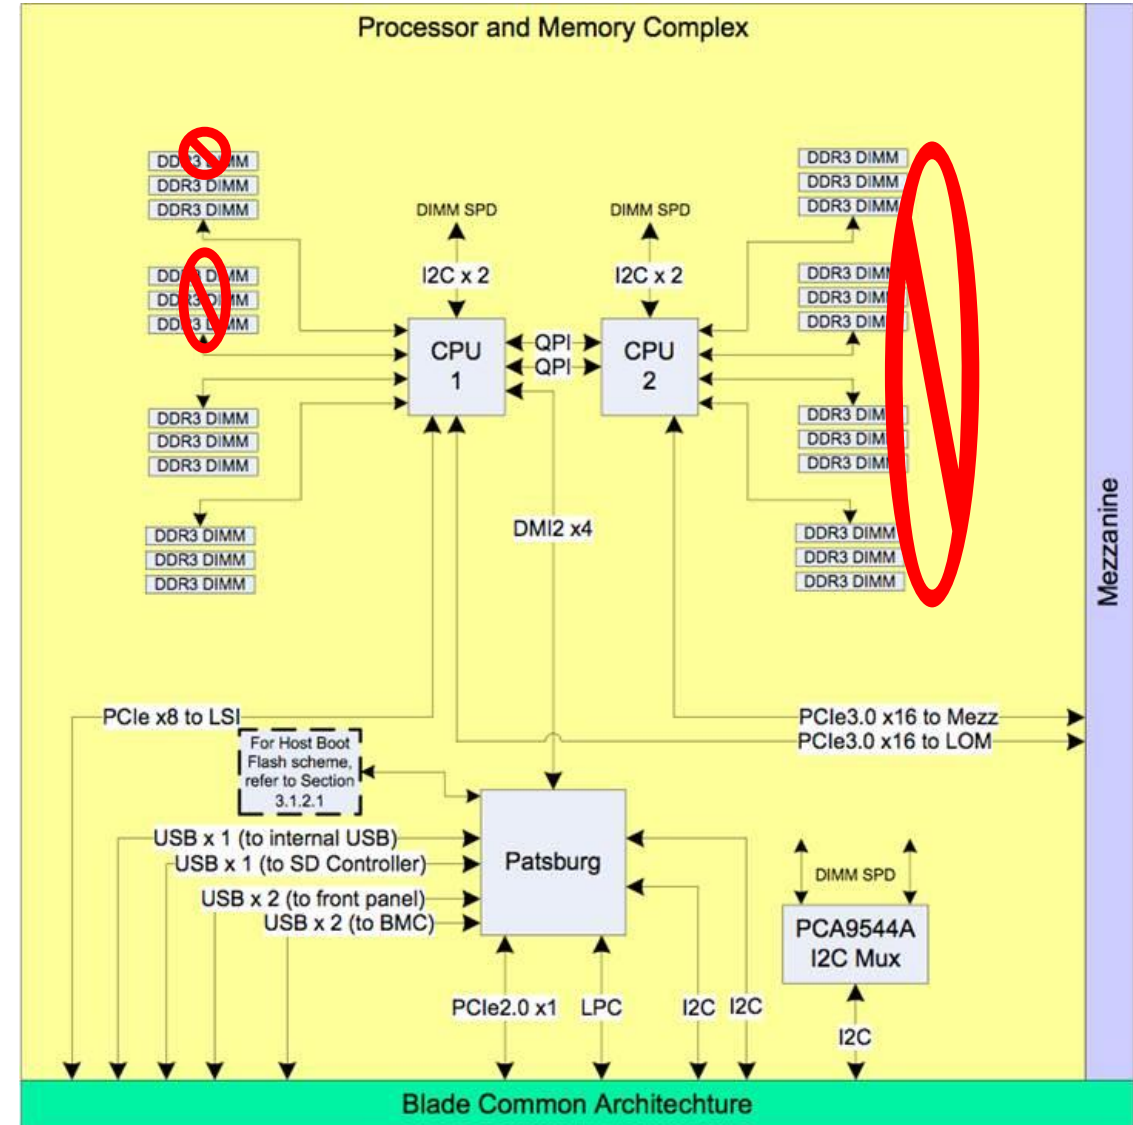 Processor and Memory Complex
DDR3 DIMM
DDR3 DIMM
DDR3 DIMM
DDR3 DIMM
DDR3 DIMM
DDR3 DIMM
DDR3 DIMM
DDR3 DIMM
DDR3 DIMM
DDR3 DIMM
DDR3 DIMM
DDR3 DIMM
DIMM SPD
I2C x 2
CPU
1
QPI
QPI
DIMM SPD
I2C x 2
CPU
2
DDR3 DIMM
DDR3 DIMM
DDR3 DIMM
DDR3 DIMM
DDR3 DIMM
DDR3 DIMM
DDR3 DIMM
DDR3 DIMM
DDR3 DIMM
DDR3 DIMM
DDR3 DIMM
DDR3 DIMM
DMI2 x4
Mezzanine
PCIe x8 to LSI
PCIe3.0 x16 to Mezz
PCIe3.0 x16 to LOM
For Host Boot
Flash scheme,
refer to Section
3.1.2.1
USB x 1 (to internal USB)
USB x 1 (to SD Controller)
USB x 2 (to front panel)
USB x 2 (to BMC)
Patsburg
DIMM SPD
PCA9544A
I2C Mux
PCIe2.0 x1
LPC
I2C
I2C
I2C
Blade Common Architechture